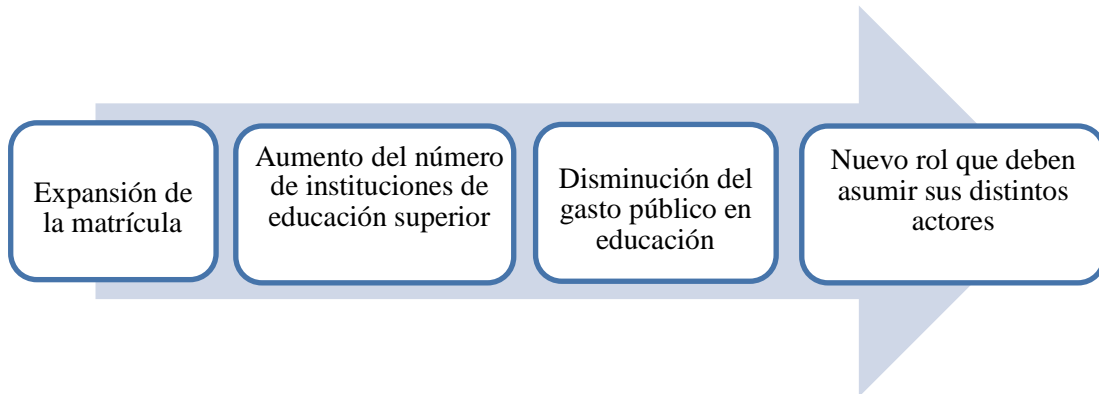 Expansión de
la matrícula
Aumento del número
de instituciones de
educación superior
Disminución del
gasto público en
educación
Nuevo rol que deben
asumir sus distintos
actores